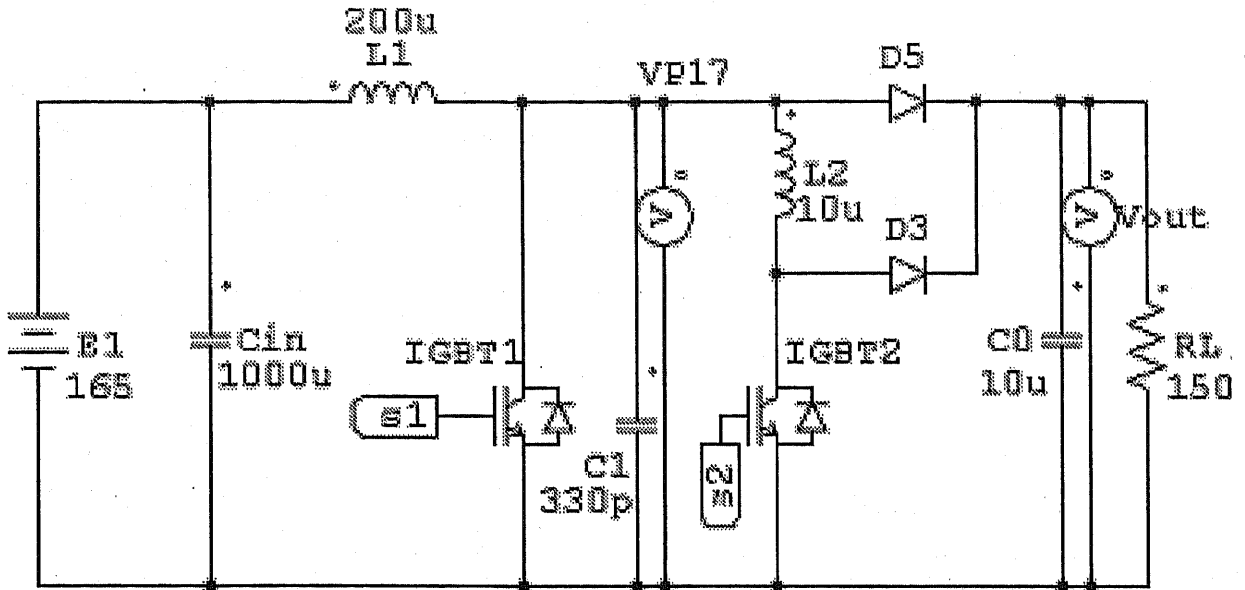 200u
L1
VP17
D5
L2
10u
D3
Vout
E1
165
Cin
1000u
IGBT1
s1
C1
330p
V
IGBT2
s2
C0
10u
V
RL
150